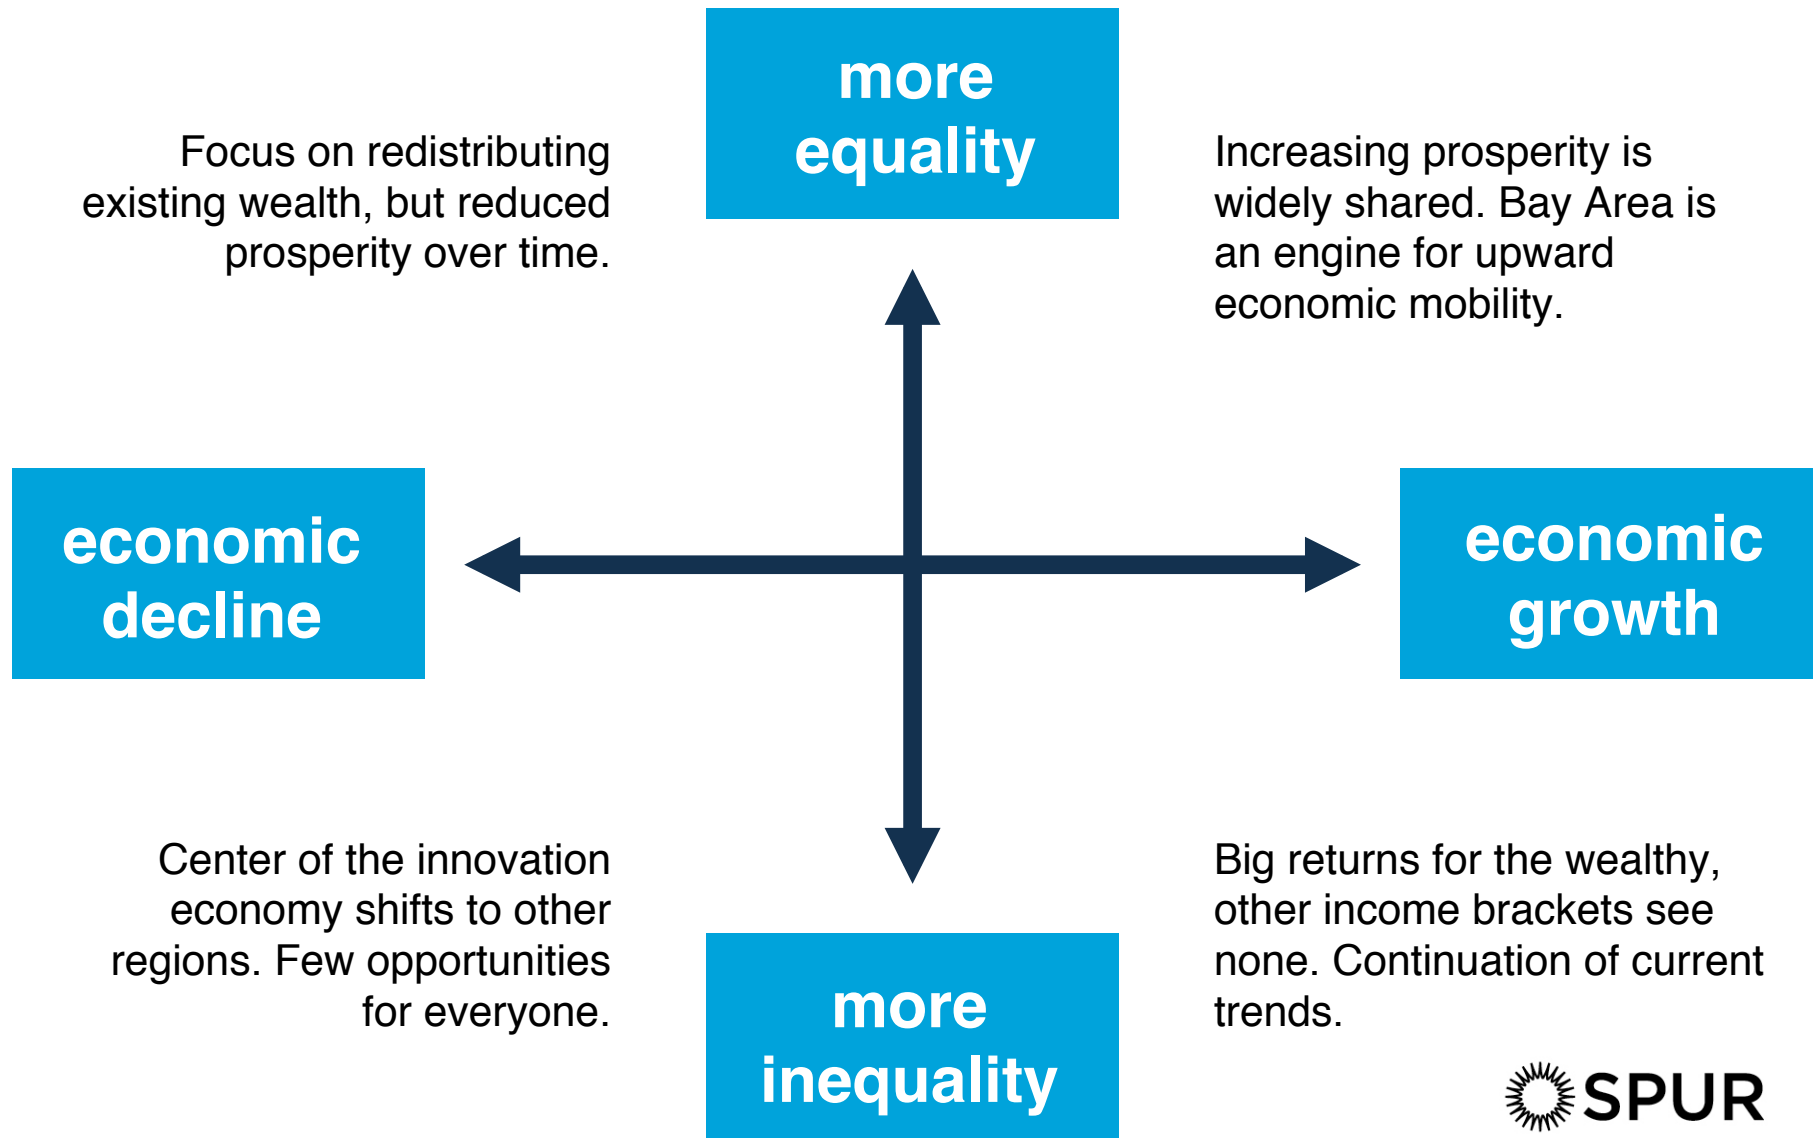 more
equality
Focus on redistributing
existing wealth, but reduced
prosperity over time.
Increasing prosperity is
widely shared. Bay Area is
an engine for upward
economic mobility.
economic
decline
economic
growth
Center of the innovation
economy shifts to other
regions. Few opportunities
for everyone.
Big returns for the wealthy,
other income brackets see
none. Continuation of current
trends.
more
inequality
SPUR